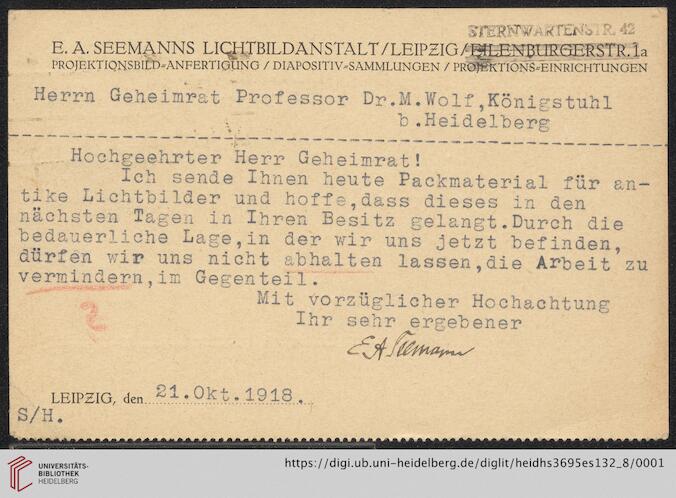 STERNWARTENSTR. 42
E. A. SEEMANNS LICHTBILDANSTALT/LEIPZIG/EILENBURGERSTR.1a
PROJEKTIONSBILD-ANFERTIGUNG / DIAPOSITIV-SAMMLUNGEN / PROJEKTIONS-EINRICHTUNGEN
Herrn Geheimrat Professor Dr.M.Wolf,Königstuhl
b.Heidelberg
Hochgeehrter Herr Geheimrat!
Ich sende Ihnen heute Packmaterial für an-
tike Lichtbilder und hoffe,dass dieses in den
nächsten Tagen in Ihren Besitz gelangt.Durch die
bedauerliche Lage,in der wir uns jetzt befinden,
dürfen wir uns nicht abhalten lassen,die Arbeit zu
vermindern,im Gegenteil.
Mit vorzüglicher Hochachtung
Ihr sehr ergebener
E A Seemann
LEIPZIG, den 21.Okt.1918.
S/H.
UNIVERSITÄTS-
BIBLIOTHEK
HEIDELBERG
https://digi.ub.uni-heidelberg.de/diglit/heidhs3695es132_8/0001